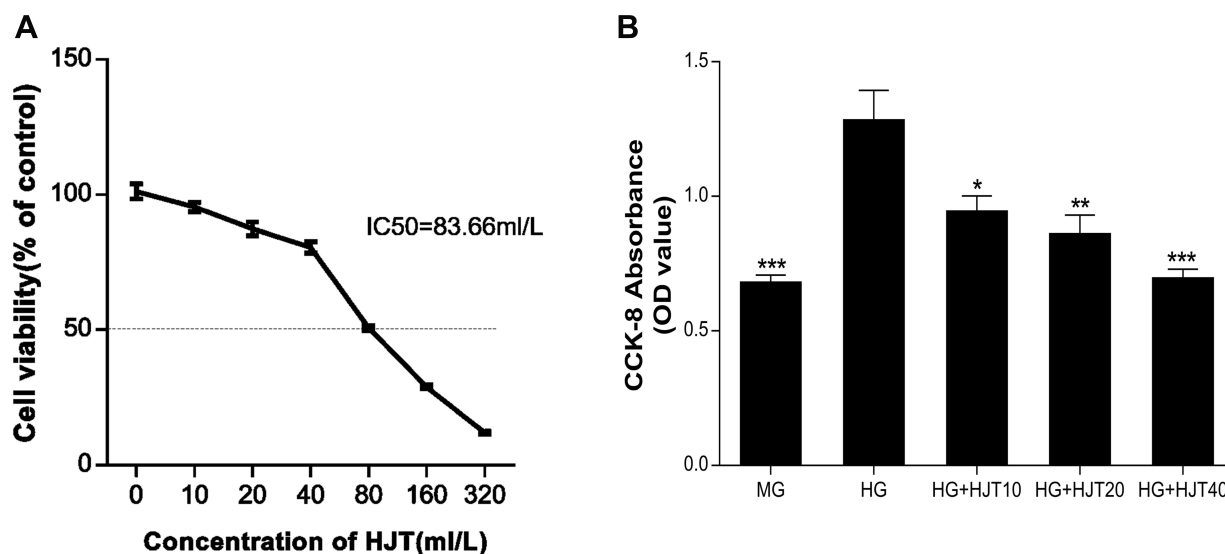 A
150
100
50
0
Cell viability(% of control)
IC50=83.66ml/L
0 10 20 40 80 160 320
Concentration of HJT(ml/L)
B
1.5
1.0
0.5
0.0
CCK-8 Absorbance
(OD value)
***
*
**
***
MG HG HG+HJT10 HG+HJT20 HG+HJT40